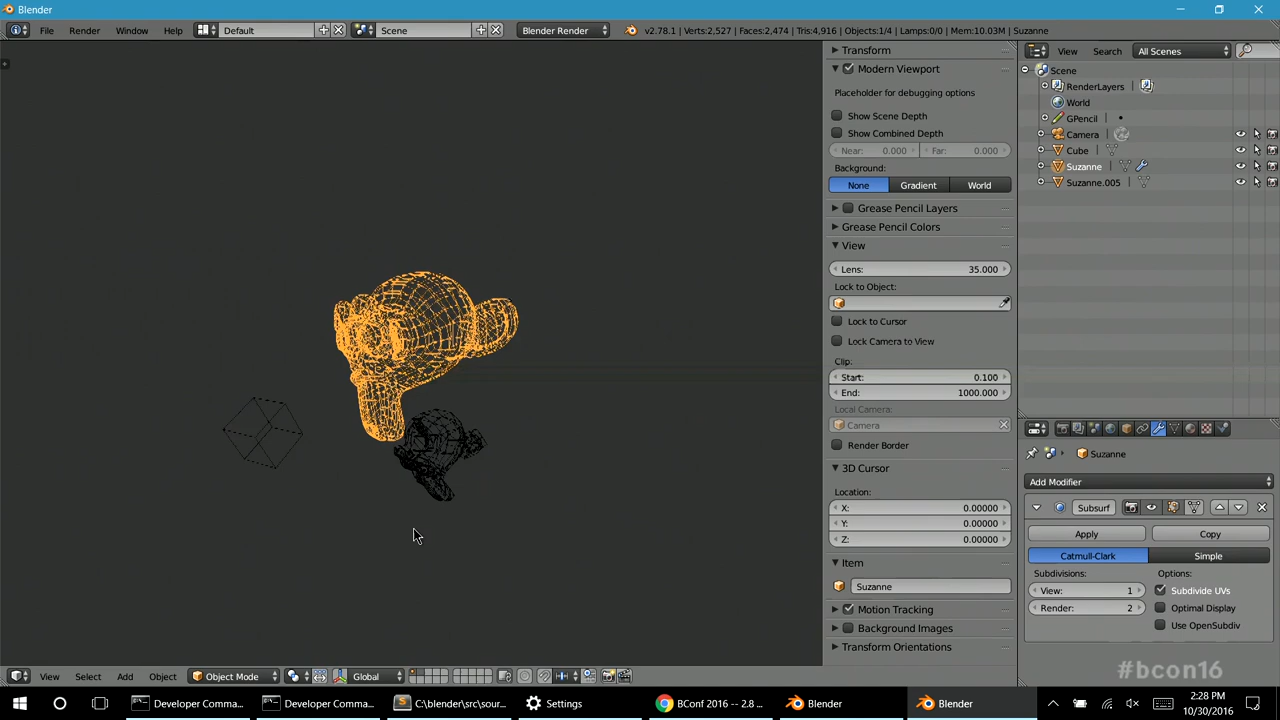 Blender
File Render Window Help Default Scene Blender Render v2.78.1 | Verts:2,527 | Faces:2,474 | Tris:4,916 | Objects:1/4 | Lamps:0/0 | Mem:10.03M | Suzanne
Transform
Modern Viewport
Placeholder for debugging options
Show Scene Depth
Show Combined Depth
Near: 0.000 Far: 0.000
Background:
None Gradient World
Grease Pencil Layers
Grease Pencil Colors
View
Lens: 35.000
Lock to Object:
Lock to Cursor
Lock Camera to View
Clip:
Start: 0.100
End: 1000.000
Local Camera:
Camera
Render Border
3D Cursor
Location:
X: 0.00000
Y: 0.00000
Z: 0.00000
Item
Suzanne
Motion Tracking
Background Images
Transform Orientations
View Search All Scenes
Scene
RenderLayers
World
GPencil
Camera
Cube
Suzanne
Suzanne.005
Suzanne
Add Modifier
Subsurf
Apply Copy
Catmull-Clark Simple
Subdivisions: Options:
View: 1 Subdivide UVs
Render: 2 Optimal Display
Use OpenSubdiv
#bcon16
View Select Add Object Object Mode Global
Developer Comma... Developer Comma... C:\blender\src\sour... Settings BConf 2016 -- 2.8 ... Blender Blender
2:28 PM
10/30/2016